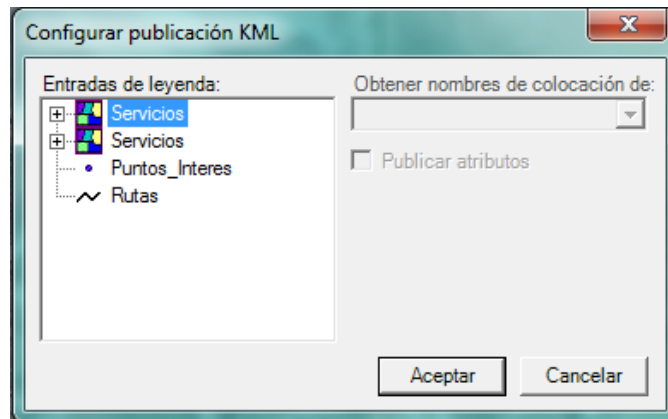 Configurar publicación KML
Entradas de leyenda:
Obtener nombres de colocación de:
Servicios
Servicios
Publicar atributos
Puntos_Interes
Rutas
Aceptar
Cancelar